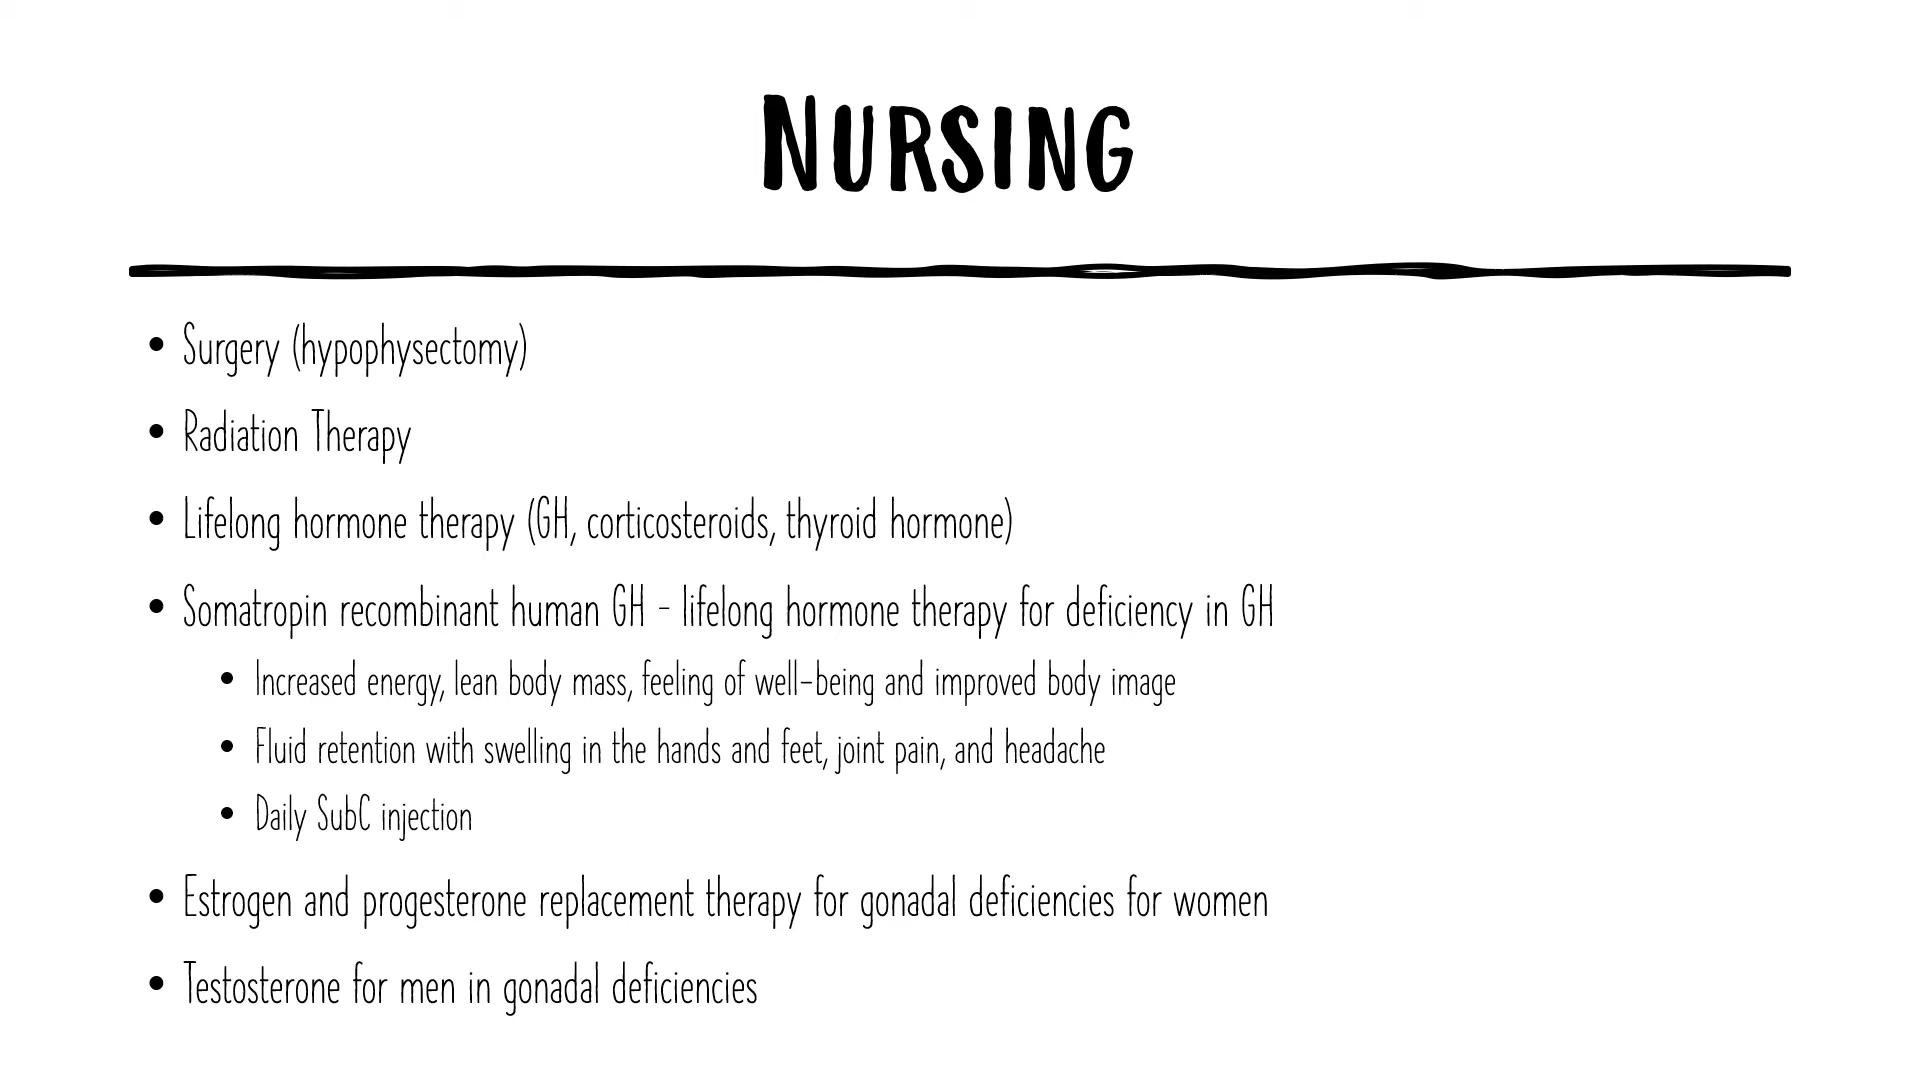 NURSING
• Surgery (hypophysectomy)
• Radiation Therapy
• Lifelong hormone therapy (GH, corticosteroids, thyroid hormone)
• Somatropin recombinant human GH - lifelong hormone therapy for deficiency in GH
• Increased energy, lean body mass, feeling of well-being and improved body image
• Fluid retention with swelling in the hands and feet, joint pain, and headache
• Daily SubC injection
• Estrogen and progesterone replacement therapy for gonadal deficiencies for women
• Testosterone for men in gonadal deficiencies